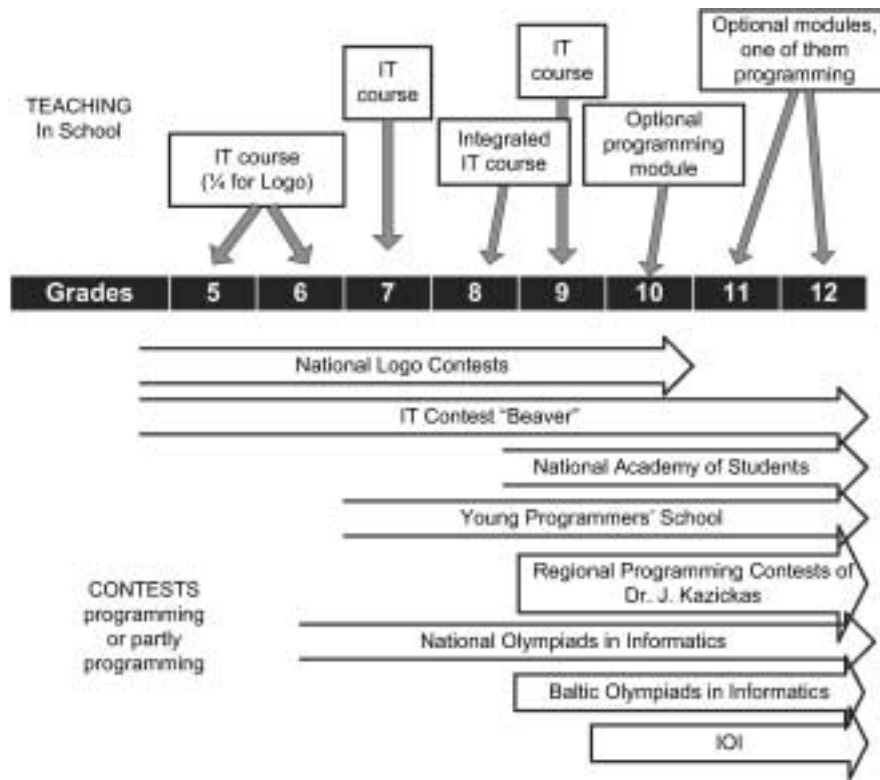 TEACHING
In School
IT course
(¼ for Logo)
IT
course
Integrated
IT course
IT
course
Optional
programming
module
Optional modules,
one of them
programming
Grades 5 6 7 8 9 10 11 12
National Logo Contests
IT Contest “Beaver”
National Academy of Students
Young Programmers’ School
Regional Programming Contests of
Dr. J. Kazickas
CONTESTS
programming
or partly
programming
National Olympiads in Informatics
Baltic Olympiads in Informatics
IOI